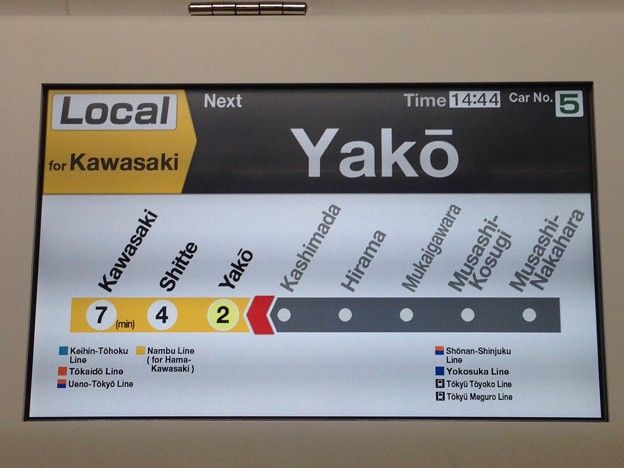 Local
for Kawasaki
Next
Time 14:44
Car No. 5
Yakō
Kawasaki
Shitte
Yakō
Kashimada
Hirama
Mukaigawara
Musashi-
Kosugi
Musashi-
Nakahara
7 (min)
4
2
Keihin-Tōhoku
Line
Tōkaidō Line
Ueno-Tōkyō Line
Nambu Line
( for Hama-
Kawasaki )
Shōnan-Shinjuku
Line
Yokosuka Line
Tōkyū Tōyoko Line
Tōkyū Meguro Line